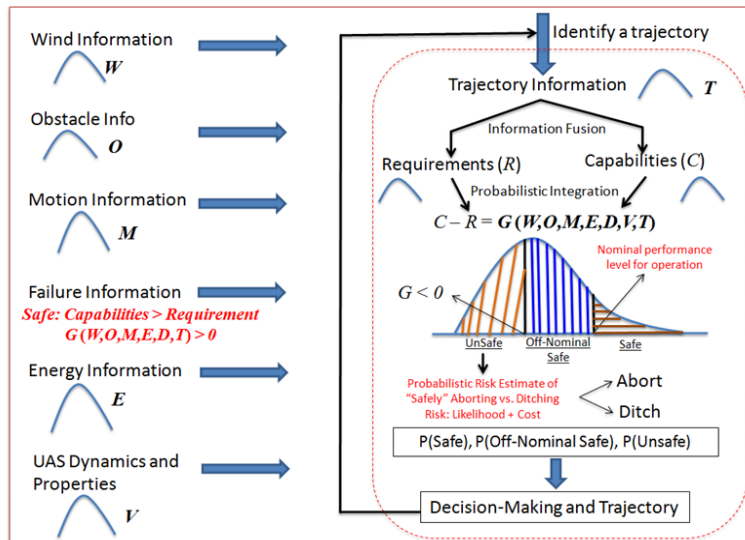 Wind Information
W
Obstacle Info
O
Motion Information
M
Failure Information
Safe: Capabilities > Requirement
G (W,O,M,E,D,T) > 0
Energy Information
E
UAS Dynamics and
Properties
V
Identify a trajectory
Trajectory Information
T
Information Fusion
Requirements (R)
Capabilities (C)
Probabilistic Integration
C – R = G (W,O,M,E,D,V,T)
Nominal performance
level for operation
G < 0
UnSafe
Off-Nominal
Safe
Safe
Probabilistic Risk Estimate of
“Safely” Aborting vs. Ditching
Risk: Likelihood + Cost
Abort
Ditch
P(Safe), P(Off-Nominal Safe), P(Unsafe)
Decision-Making and Trajectory